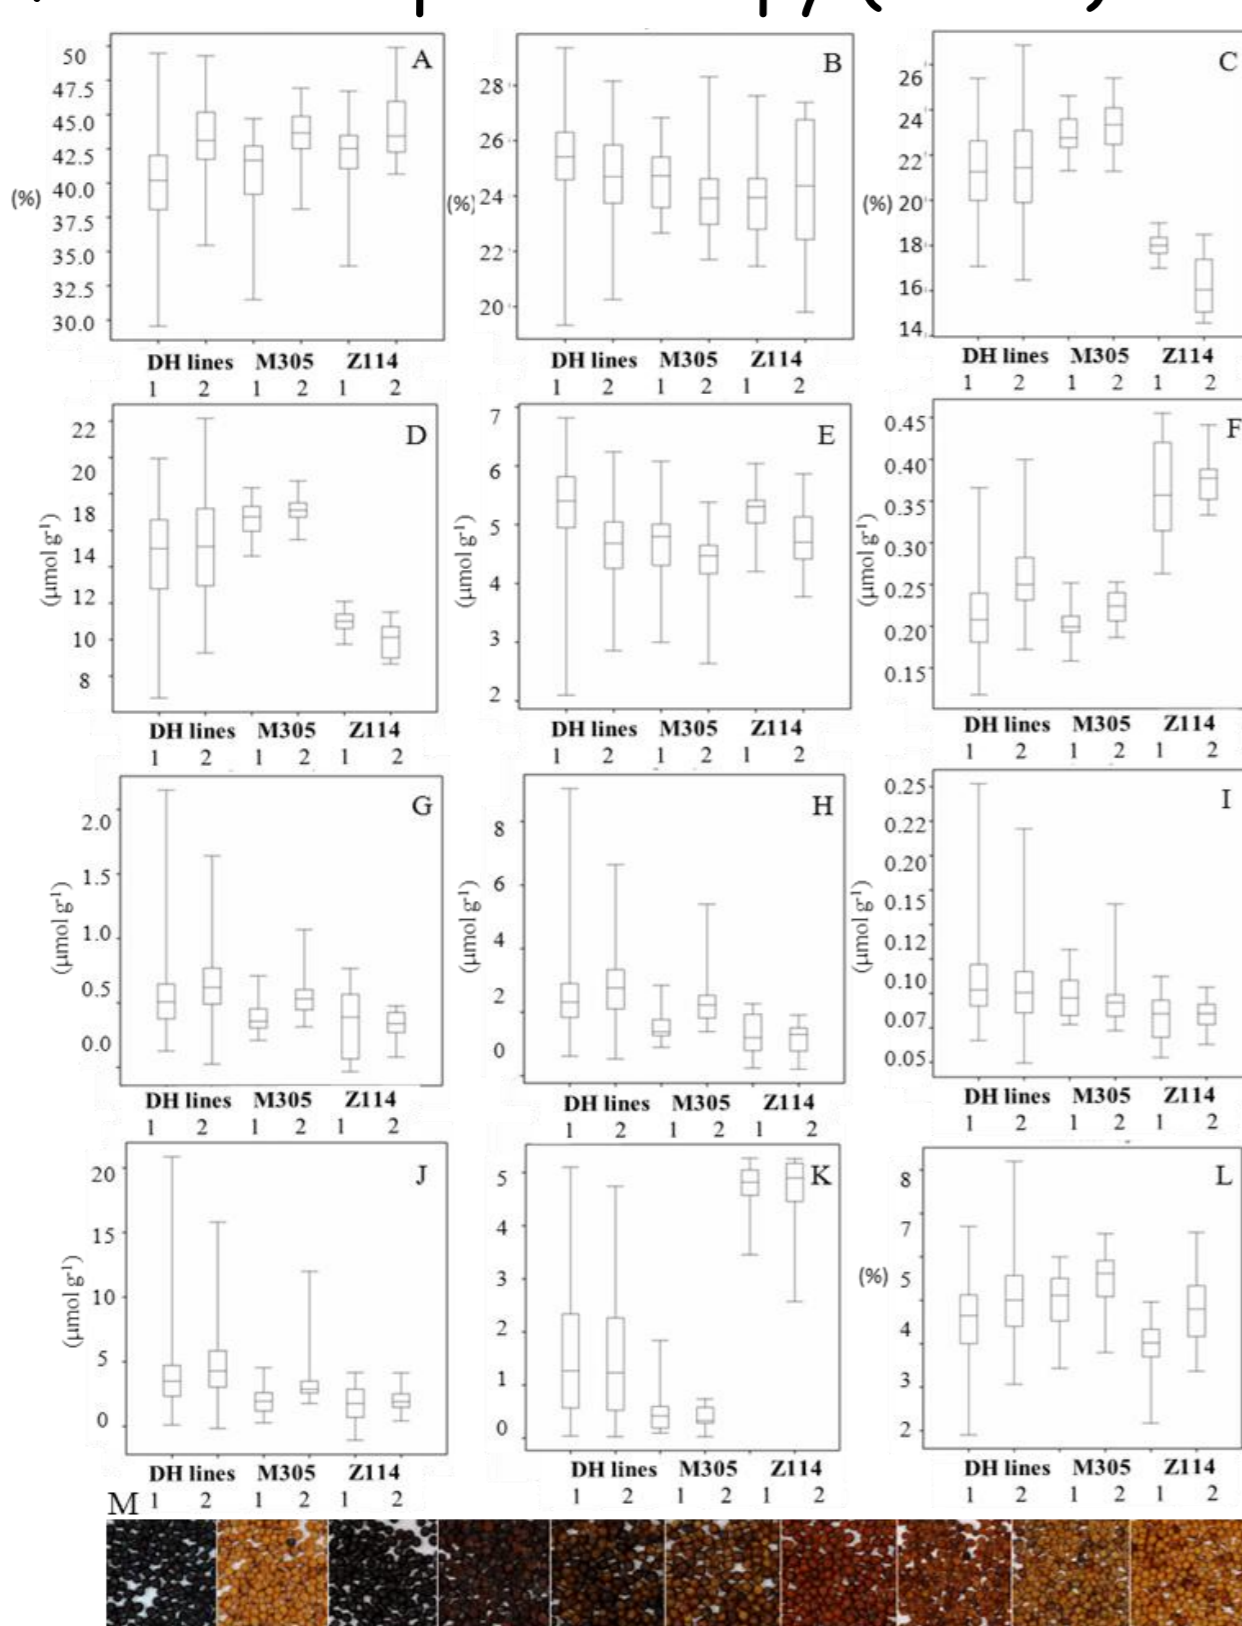 A
50
47.5
45.0
42.5
40.0
37.5
35.0
32.5
30.0
(%)
DH lines M305 Z114
1 2 1 2 1 2
B
28
26
24
22
20
(%)
DH lines M305 Z114
1 2 1 2 1 2
C
26
24
22
20
18
16
14
(%)
DH lines M305 Z114
1 2 1 2 1 2
D
22
20
18
14
12
10
8
(μmol g⁻¹)
DH lines M305 Z114
1 2 1 2 1 2
E
7
6
5
4
3
2
(μmol g⁻¹)
DH lines M305 Z114
1 2 1 2 1 2
F
0.45
0.40
0.35
0.30
0.25
0.20
0.15
(μmol g⁻¹)
DH lines M305 Z114
1 2 1 2 1 2
G
2.0
1.5
1.0
0.5
0.0
(μmol g⁻¹)
DH lines M305 Z114
1 2 1 2 1 2
H
8
6
4
2
0
(μmol g⁻¹)
DH lines M305 Z114
1 2 1 2 1 2
I
0.25
0.22
0.20
0.15
0.12
0.10
0.07
0.05
(μmol g⁻¹)
DH lines M305 Z114
1 2 1 2 1 2
J
20
15
10
5
0
(μmol g⁻¹)
DH lines M305 Z114
1 2 1 2 1 2
K
5
4
3
2
1
0
DH lines M305 Z114
1 2 1 2 1 2
L
8
7
5
4
3
2
(%)
DH lines M305 Z114
1 2 1 2 1 2
M